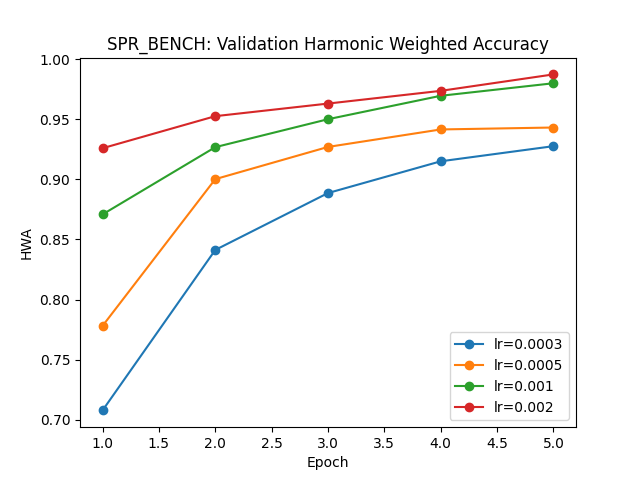 SPR_BENCH: Validation Harmonic Weighted Accuracy
HWA
1.00
0.95
0.90
0.85
0.80
0.75
0.70
lr=0.0003
lr=0.0005
lr=0.001
lr=0.002
1.0 1.5 2.0 2.5 3.0 3.5 4.0 4.5 5.0
Epoch